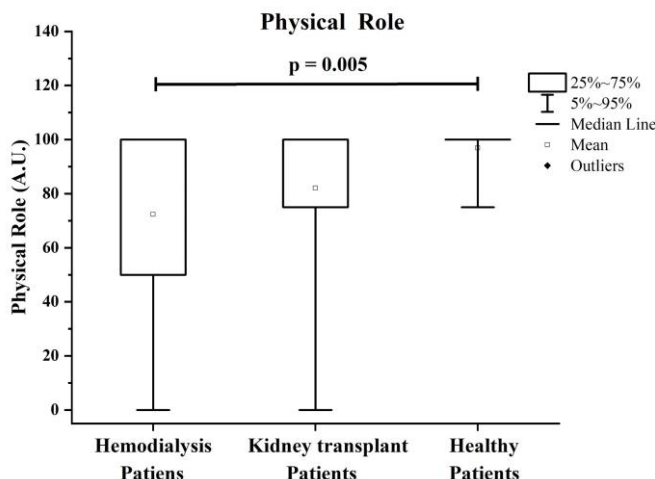 Physical Role
140
120
100
80
60
40
20
0
Physical Role (A.U.)
p = 0.005
25%~75%
5%~95%
Median Line
Mean
Outliers
Hemodialysis
Patiens
Kidney transplant
Patients
Healthy
Patients